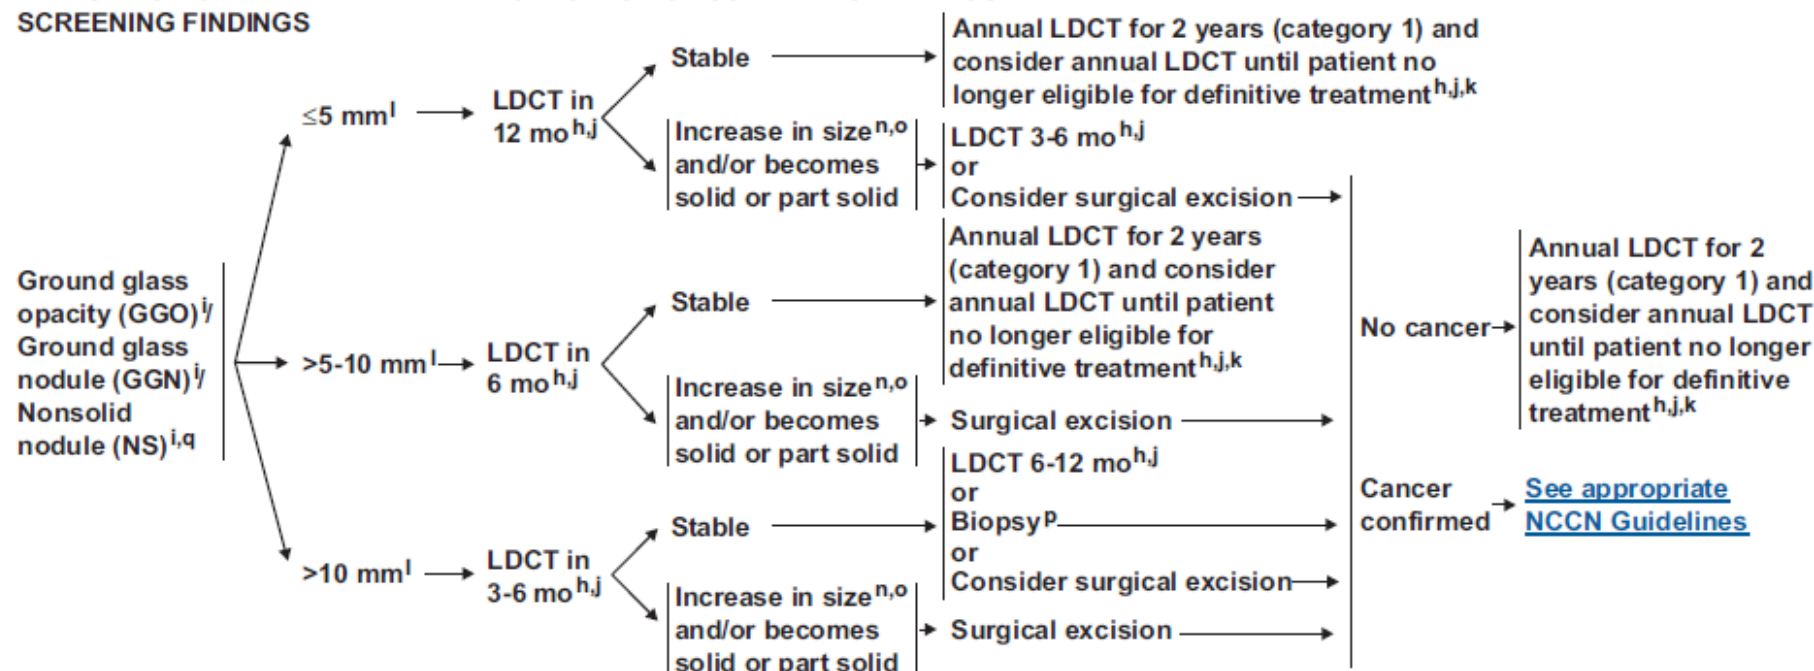 SCREENING FINDINGS
Ground glass
opacity (GGO)i/
Ground glass
nodule (GGN)i/
Nonsolid
nodule (NS)i,q
≤5 mml
LDCT in
12 moh,j
Stable
Annual LDCT for 2 years (category 1) and
consider annual LDCT until patient no
longer eligible for definitive treatmenth,j,k
Increase in sizen,o
and/or becomes
solid or part solid
LDCT 3-6 moh,j
or
Consider surgical excision
>5-10 mml
LDCT in
6 moh,j
Stable
Annual LDCT for 2 years
(category 1) and consider
annual LDCT until patient
no longer eligible for
definitive treatmenth,j,k
Increase in sizen,o
and/or becomes
solid or part solid
Surgical excision
>10 mml
LDCT in
3-6 moh,j
Stable
LDCT 6-12 moh,j
or
Biopsyp
or
Consider surgical excision
Increase in sizen,o
and/or becomes
solid or part solid
Surgical excision
No cancer
Annual LDCT for 2
years (category 1) and
consider annual LDCT
until patient no longer
eligible for definitive
treatmenth,j,k
Cancer
confirmed
See appropriate
NCCN Guidelines